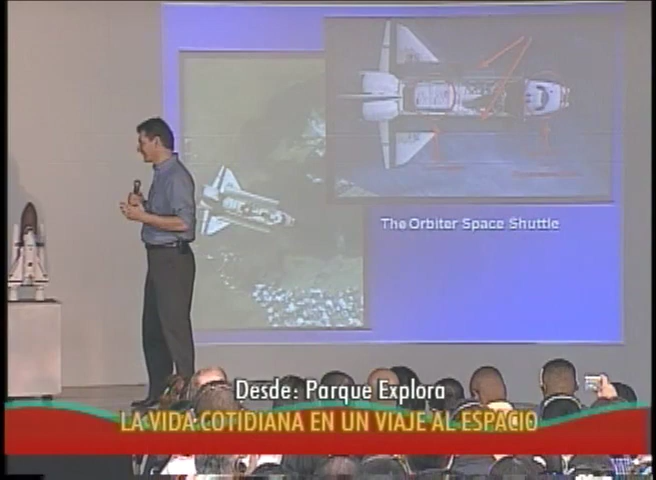 The Orbiter Space Shuttle
Desde: Parque Explora
LA VIDA COTIDIANA EN UN VIAJE AL ESPACIO